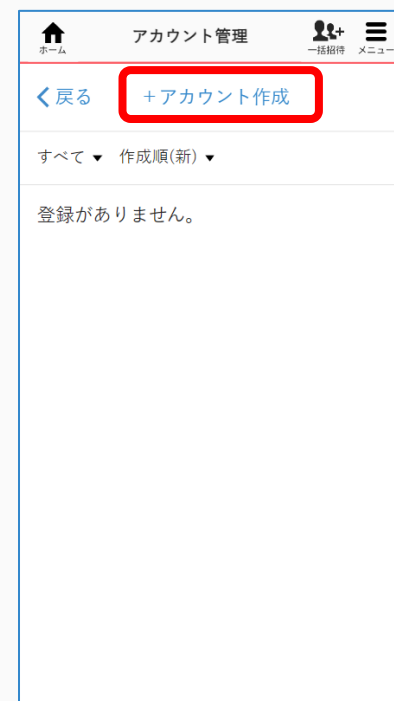 ホーム アカウント管理 一括招待 メニュー
戻る +アカウント作成
すべて ▼ 作成順(新) ▼
登録がありません。